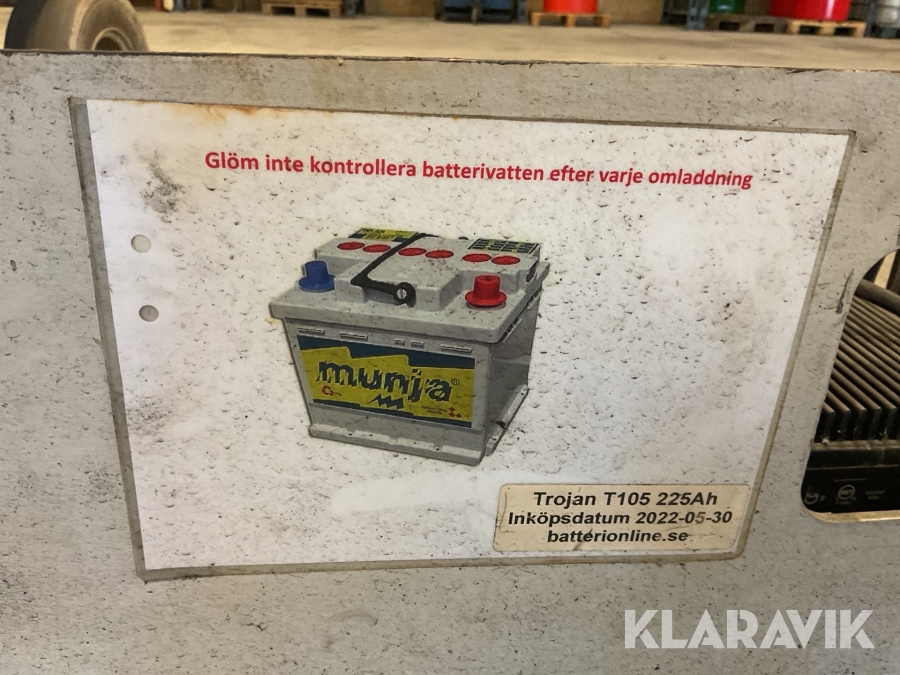 Glöm inte kontrollera batterivatten efter varje omladdning
munja®
Trojan T105 225Ah
Inköpsdatum 2022-05-30
batterionline.se
KLARAVIK